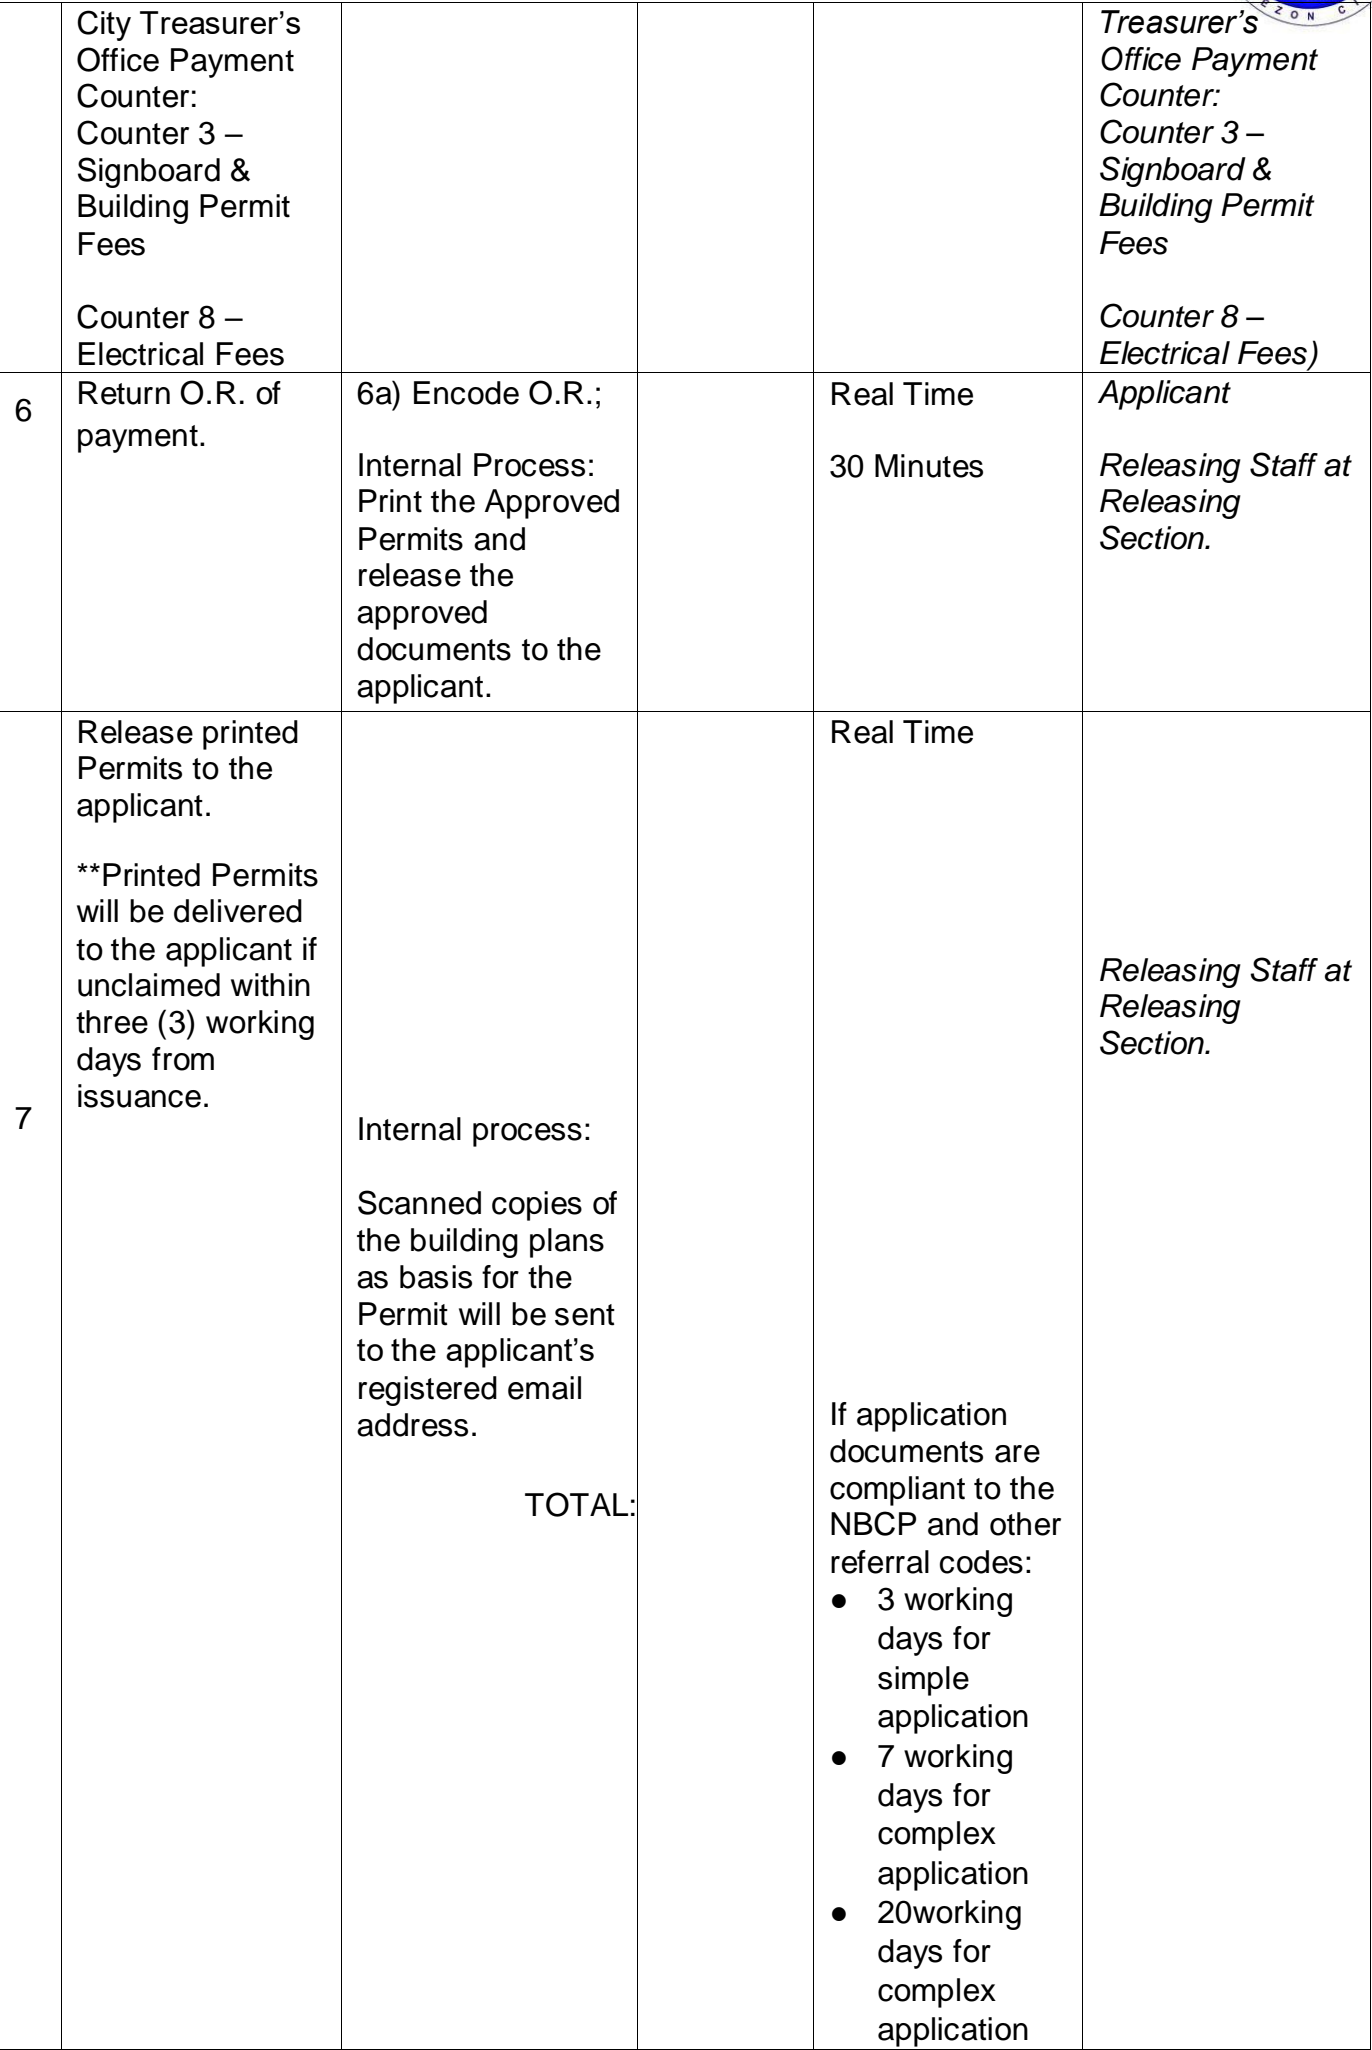 EZON CI
City Treasurer’s
Office Payment
Counter:
Counter 3 –
Signboard &
Building Permit
Fees
Counter 8 –
Electrical Fees
Treasurer’s
Office Payment
Counter:
Counter 3 –
Signboard &
Building Permit
Fees
Counter 8 –
Electrical Fees)
6
Return O.R. of
payment.
6a) Encode O.R.;
Internal Process:
Print the Approved
Permits and
release the
approved
documents to the
applicant.
Real Time
30 Minutes
Applicant
Releasing Staff at
Releasing
Section.
7
Release printed
Permits to the
applicant.
**Printed Permits
will be delivered
to the applicant if
unclaimed within
three (3) working
days from
issuance.
Internal process:
Scanned copies of
the building plans
as basis for the
Permit will be sent
to the applicant’s
registered email
address.
TOTAL:
Real Time
If application
documents are
compliant to the
NBCP and other
referral codes:
● 3 working
days for
simple
application
● 7 working
days for
complex
application
● 20working
days for
complex
application
Releasing Staff at
Releasing
Section.